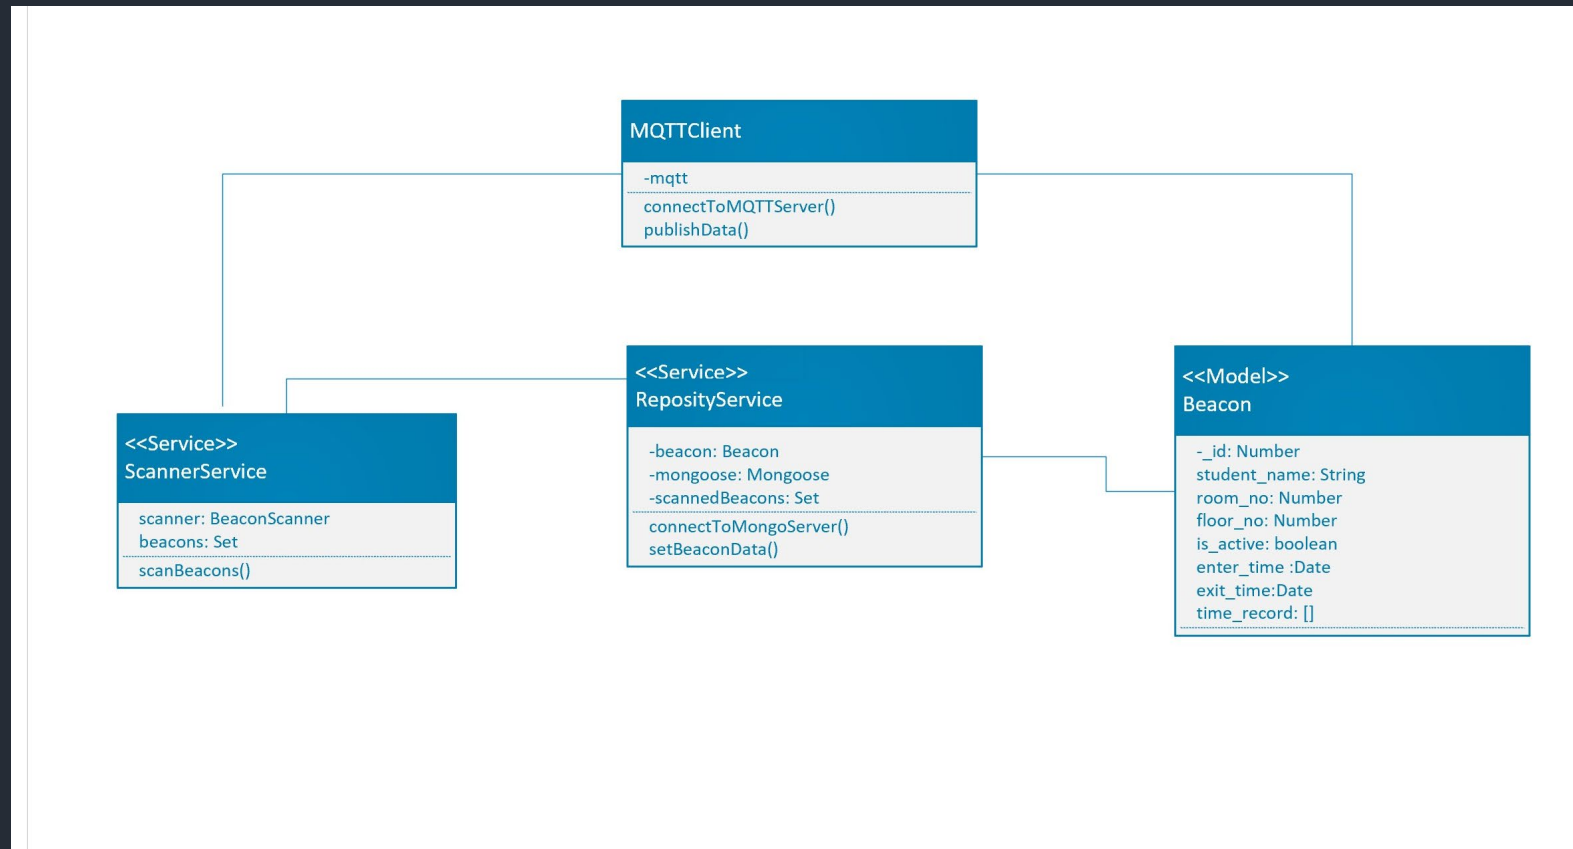 MQTTClient
-mqtt
connectToMQTTServer()
publishData()
<<Service>>
ScannerService
scanner: BeaconScanner
beacons: Set
scanBeacons()
<<Service>>
ReposityService
-beacon: Beacon
-mongoose: Mongoose
-scannedBeacons: Set
connectToMongoServer()
setBeaconData()
<<Model>>
Beacon
-_id: Number
student_name: String
room_no: Number
floor_no: Number
is_active: boolean
enter_time :Date
exit_time:Date
time_record: []